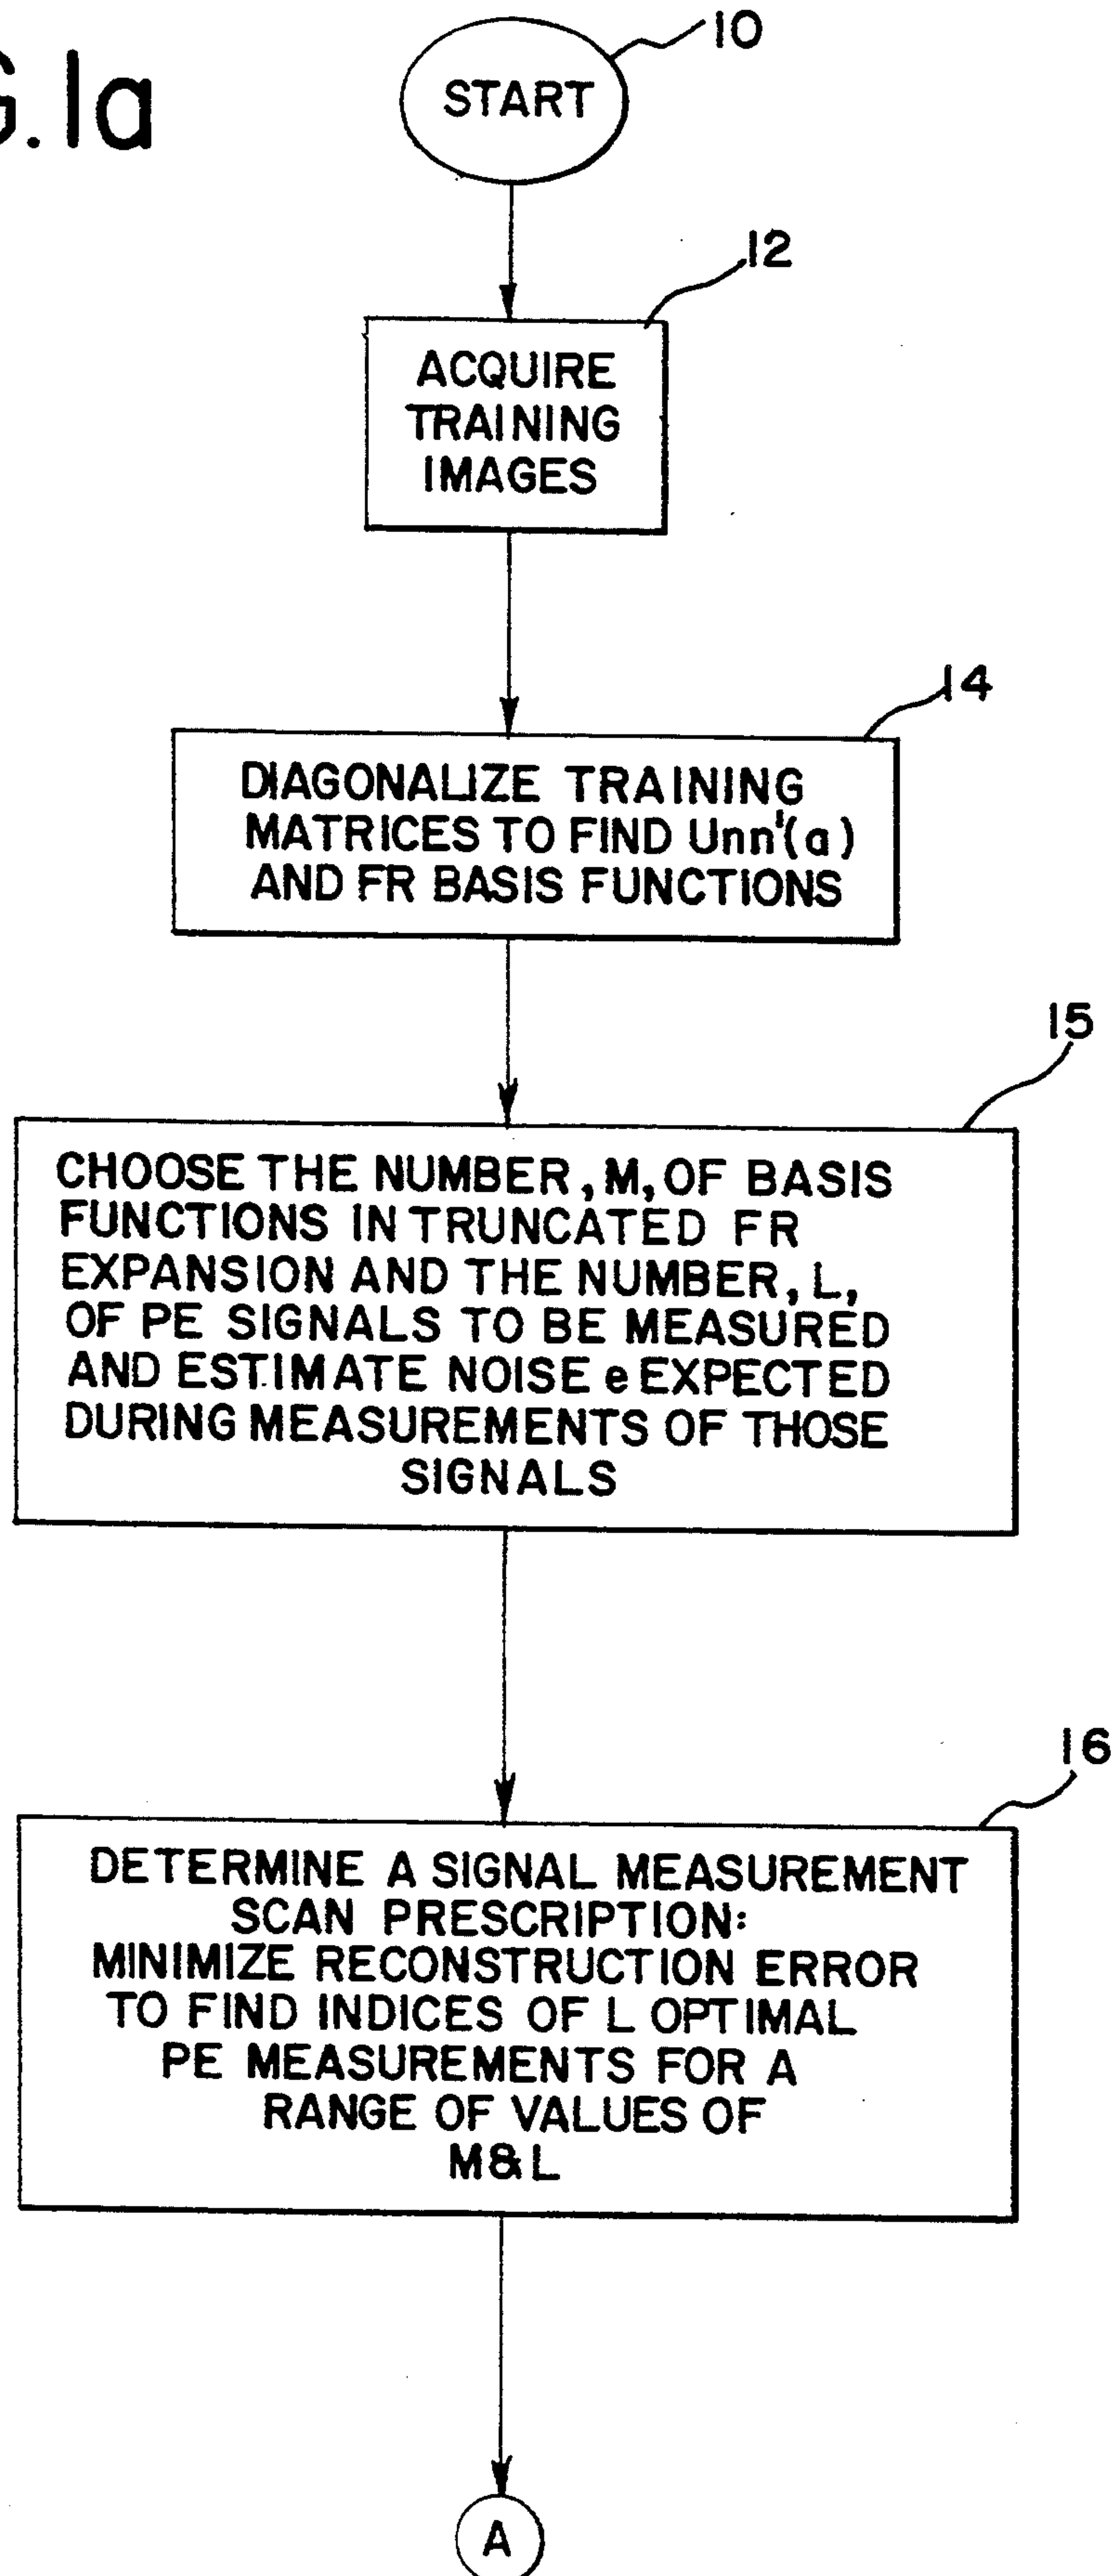 G.1a
10
START
12
ACQUIRE
TRAINING
IMAGES
14
DIAGONALIZE TRAINING
MATRICES TO FIND Unn'(a)
AND FR BASIS FUNCTIONS
15
CHOOSE THE NUMBER, M, OF BASIS
FUNCTIONS IN TRUNCATED FR
EXPANSION AND THE NUMBER, L,
OF PE SIGNALS TO BE MEASURED
AND ESTIMATE NOISE e EXPECTED
DURING MEASUREMENTS OF THOSE
SIGNALS
16
DETERMINE A SIGNAL MEASUREMENT
SCAN PRESCRIPTION:
MINIMIZE RECONSTRUCTION ERROR
TO FIND INDICES OF L OPTIMAL
PE MEASUREMENTS FOR A
RANGE OF VALUES OF
M&L
A